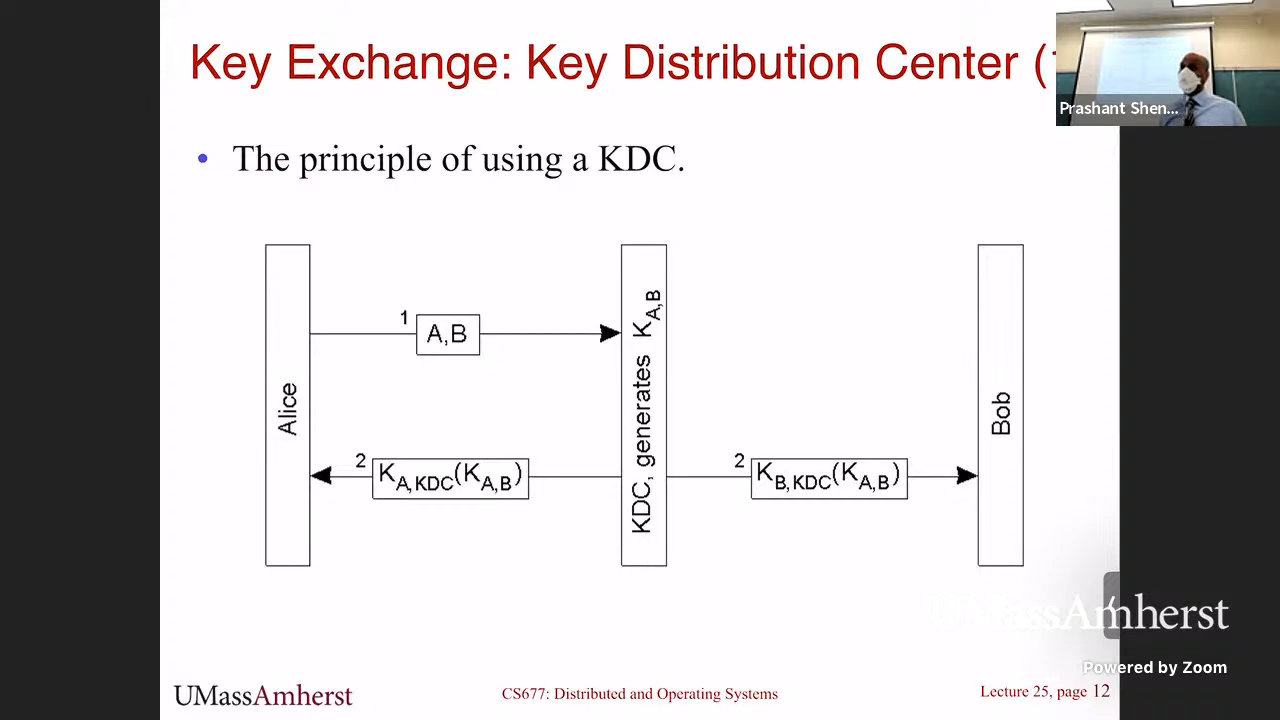 Key Exchange: Key Distribution Center (1
Prashant Shen...
• The principle of using a KDC.
1
A,B
Alice
KDC, generates K A,B
Bob
2
K A,KDC (K A,B)
2
K B,KDC (K A,B)
UMassAmherst
Powered by Zoom
UMassAmherst
CS677: Distributed and Operating Systems
Lecture 25, page 12